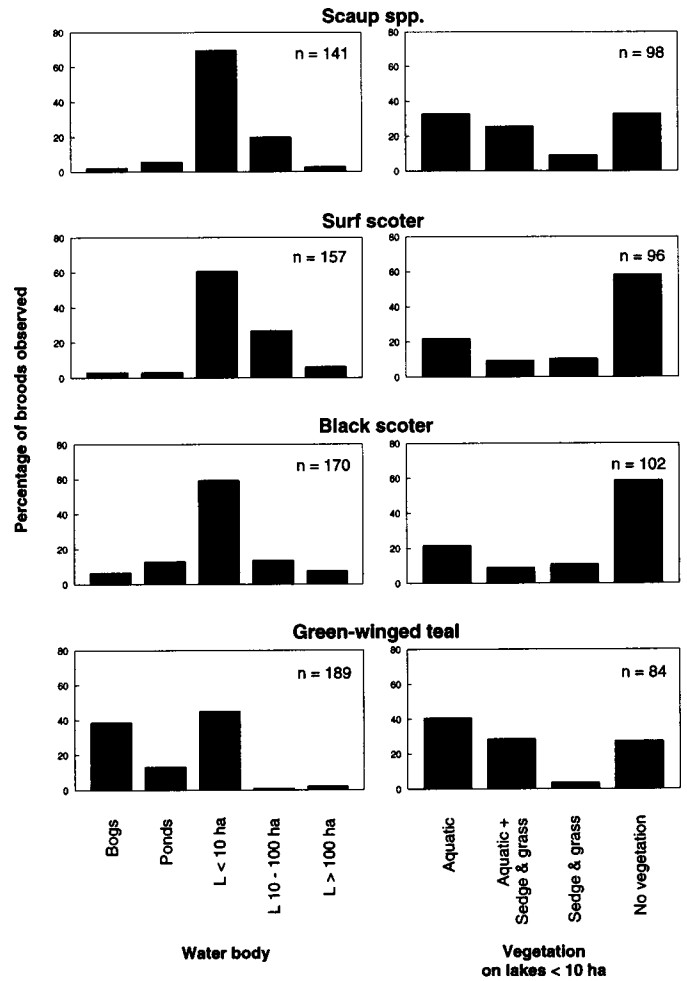 Scaup spp.
80
60
40
20
0
n = 141
80
60
40
20
0
n = 98
Surf scoter
80
60
40
20
0
n = 157
80
60
40
20
0
n = 96
Black scoter
80
60
40
20
0
n = 170
80
60
40
20
0
n = 102
Green-winged teal
80
60
40
20
0
n = 189
80
60
40
20
0
n = 84
Percentage of broods observed
Bogs
Ponds
L < 10 ha
L 10 - 100 ha
L > 100 ha
Water body
Aquatic
Aquatic +
Sedge & grass
Sedge & grass
No vegetation
Vegetation
on lakes < 10 ha